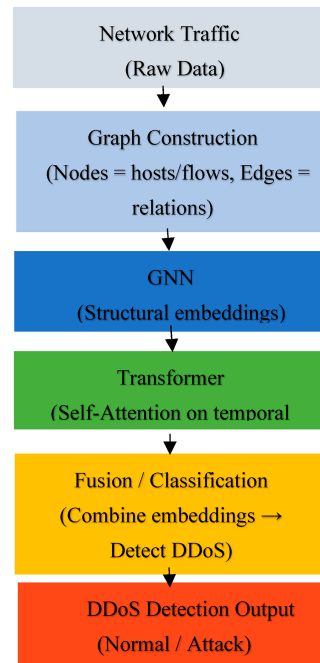 Network Traffic
(Raw Data)
Graph Construction
(Nodes = hosts/flows, Edges =
relations)
GNN
(Structural embeddings)
Transformer
(Self-Attention on temporal
Fusion / Classification
(Combine embeddings →
Detect DDoS)
DDoS Detection Output
(Normal / Attack)